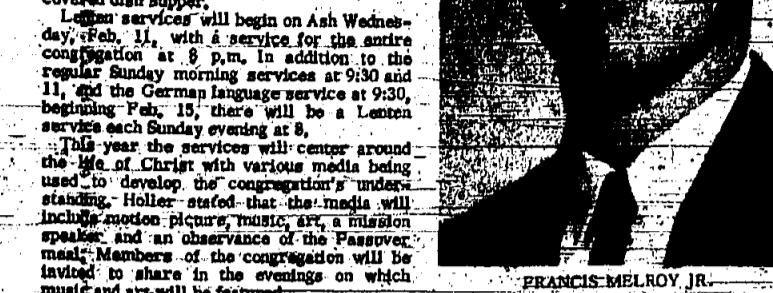 covered dish supper.
Lenten services will begin on Ash Wednes-
day, Feb. 11, with a service for the entire
congregation at 8 p.m. In addition to the
regular Sunday morning services at 9:30 and
11, and the German language service at 9:30,
beginning Feb. 15, there will be a Lenten
service each Sunday evening at 8.
This year the services will center around
the life of Christ with various media being
used to develop the congregation's under-
standing. Holler stated that the media will
include motion picture, music, art, a mission
speaker and an observance of the Passover
meal. Members of the congregation will be
invited to share in the evenings on which
music and art will be featured
FRANCIS MELROY JR.